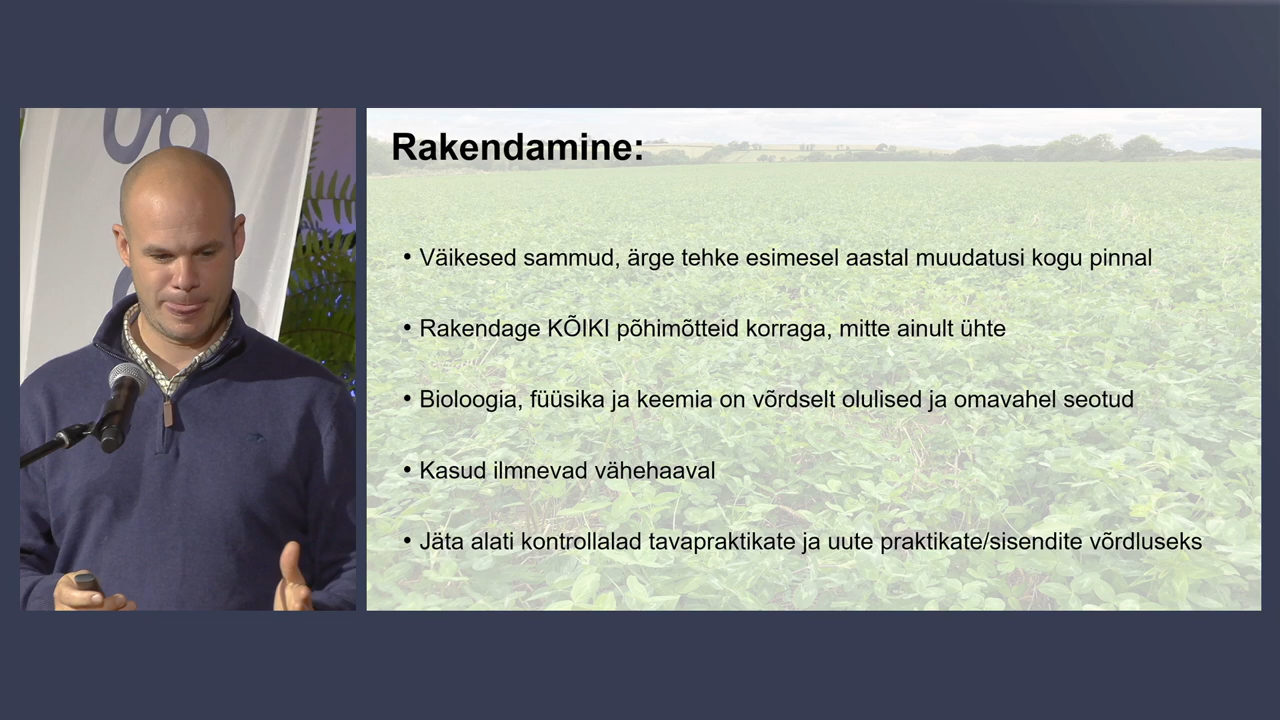 Rakendamine:
• Väikesed sammud, ärge tehke esimesel aastal muudatusi kogu pinnal
• Rakendage KÕIKI põhimõtteid korraga, mitte ainult ühte
• Bioloogia, füüsika ja keemia on võrdselt olulised ja omavahel seotud
• Kasud ilmnevad vähehaaval
• Jäta alati kontrollalad tavapraktikate ja uute praktikate/sisendite võrdluseks